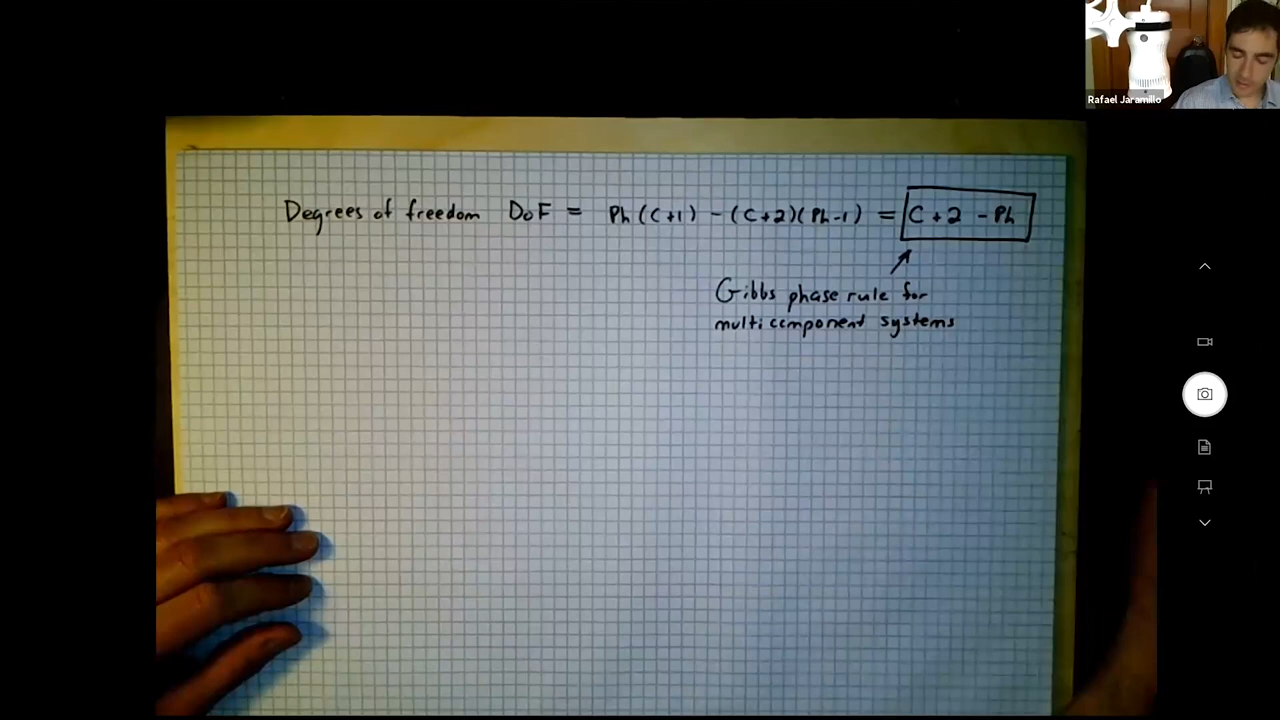 Rafael Jaramillo
Degrees of freedom DoF = Ph(C+1) - (C+2)(Ph-1) = C+2 - Ph
Gibbs phase rule for
multicomponent systems